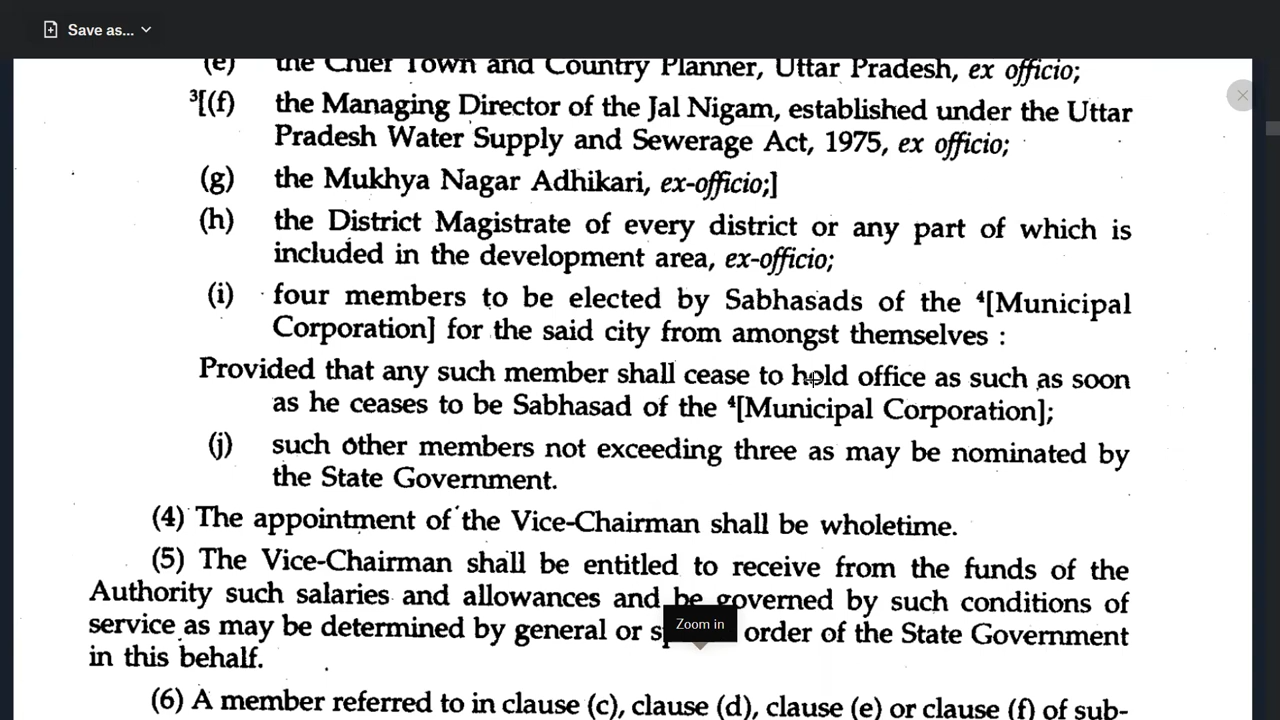 Save as...
(e) the Chief Town and Country Planner, Uttar Pradesh, ex officio;
3[(f) the Managing Director of the Jal Nigam, established under the Uttar
Pradesh Water Supply and Sewerage Act, 1975, ex officio;
(g) the Mukhya Nagar Adhikari, ex-officio;]
(h) the District Magistrate of every district or any part of which is
included in the development area, ex-officio;
(i) four members to be elected by Sabhasads of the 4[Municipal
Corporation] for the said city from amongst themselves :
Provided that any such member shall cease to hold office as such as soon
as he ceases to be Sabhasad of the 4[Municipal Corporation];
(j) such other members not exceeding three as may be nominated by
the State Government.
(4) The appointment of the Vice-Chairman shall be wholetime.
(5) The Vice-Chairman shall be entitled to receive from the funds of the
Authority such salaries and allowances and be governed by such conditions of
service as may be determined by general or s order of the State Government
Zoom in
in this behalf.
(6) A member referred to in clause (c), clause (d), clause (e) or clause (f) of sub-